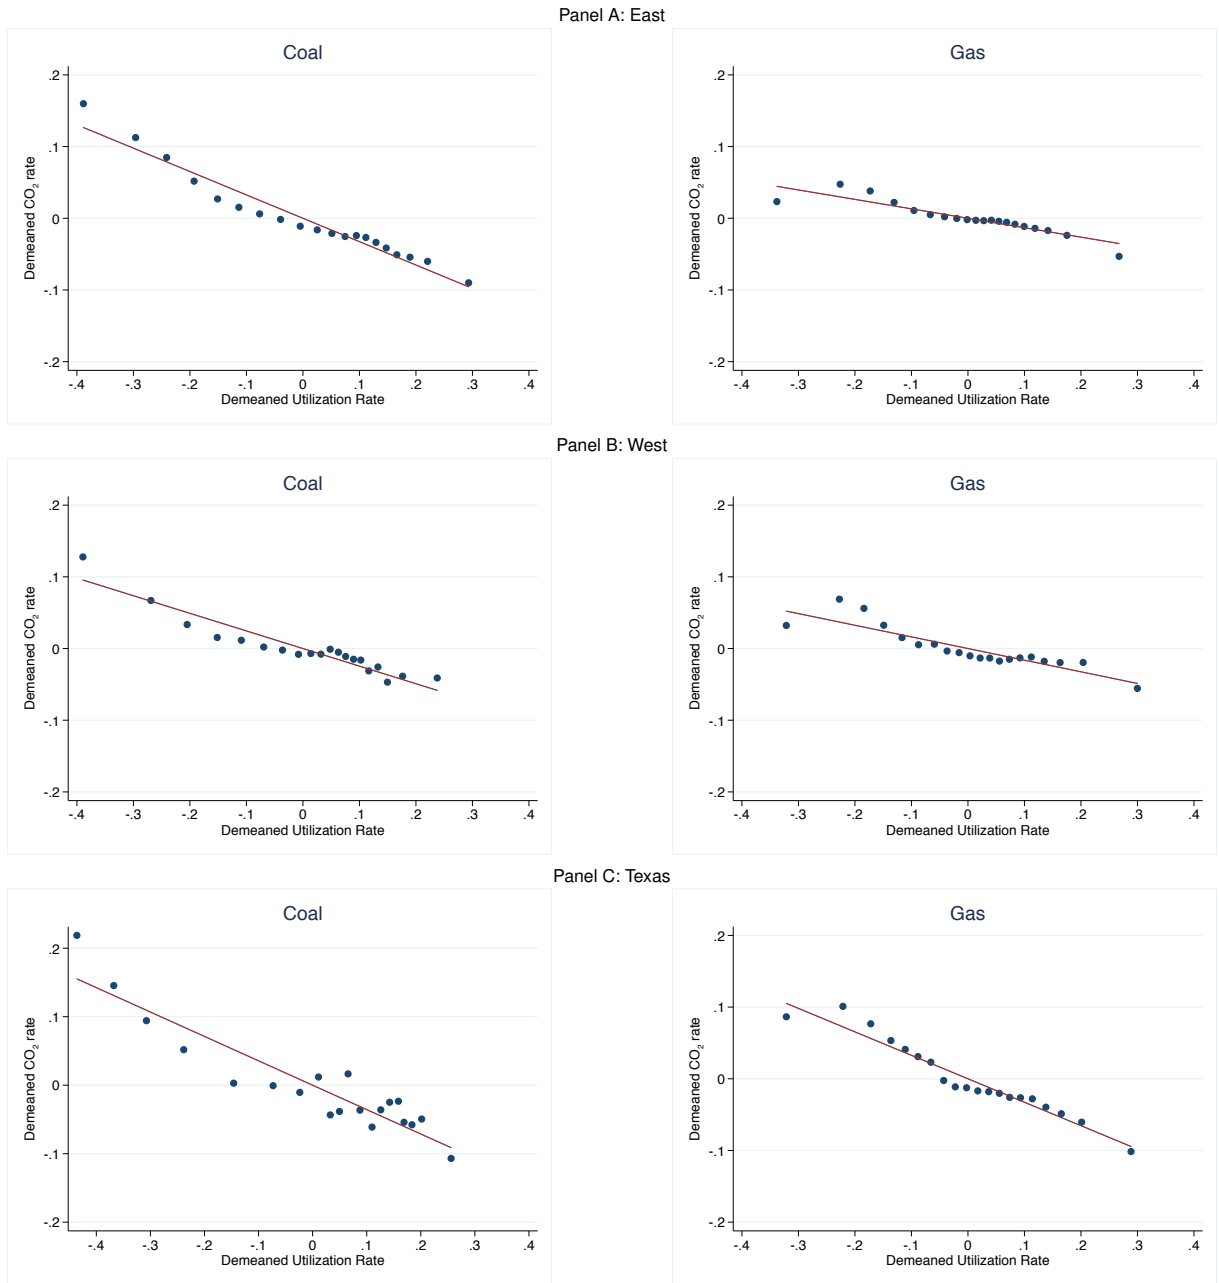 Panel A: East
Coal
Gas
.2
.1
0
-.1
-.2
Demeaned CO₂ rate
-.4 -.3 -.2 -.1 0 .1 .2 .3 .4
Demeaned Utilization Rate
.2
.1
0
-.1
-.2
Demeaned CO₂ rate
-.4 -.3 -.2 -.1 0 .1 .2 .3 .4
Demeaned Utilization Rate
Panel B: West
Coal
Gas
.2
.1
0
-.1
-.2
Demeaned CO₂ rate
-.4 -.3 -.2 -.1 0 .1 .2 .3 .4
Demeaned Utilization Rate
.2
.1
0
-.1
-.2
Demeaned CO₂ rate
-.4 -.3 -.2 -.1 0 .1 .2 .3 .4
Demeaned Utilization Rate
Panel C: Texas
Coal
Gas
.2
.1
0
-.1
-.2
Demeaned CO₂ rate
-.4 -.3 -.2 -.1 0 .1 .2 .3 .4
Demeaned Utilization Rate
.2
.1
0
-.1
-.2
Demeaned CO₂ rate
-.4 -.3 -.2 -.1 0 .1 .2 .3 .4
Demeaned Utilization Rate